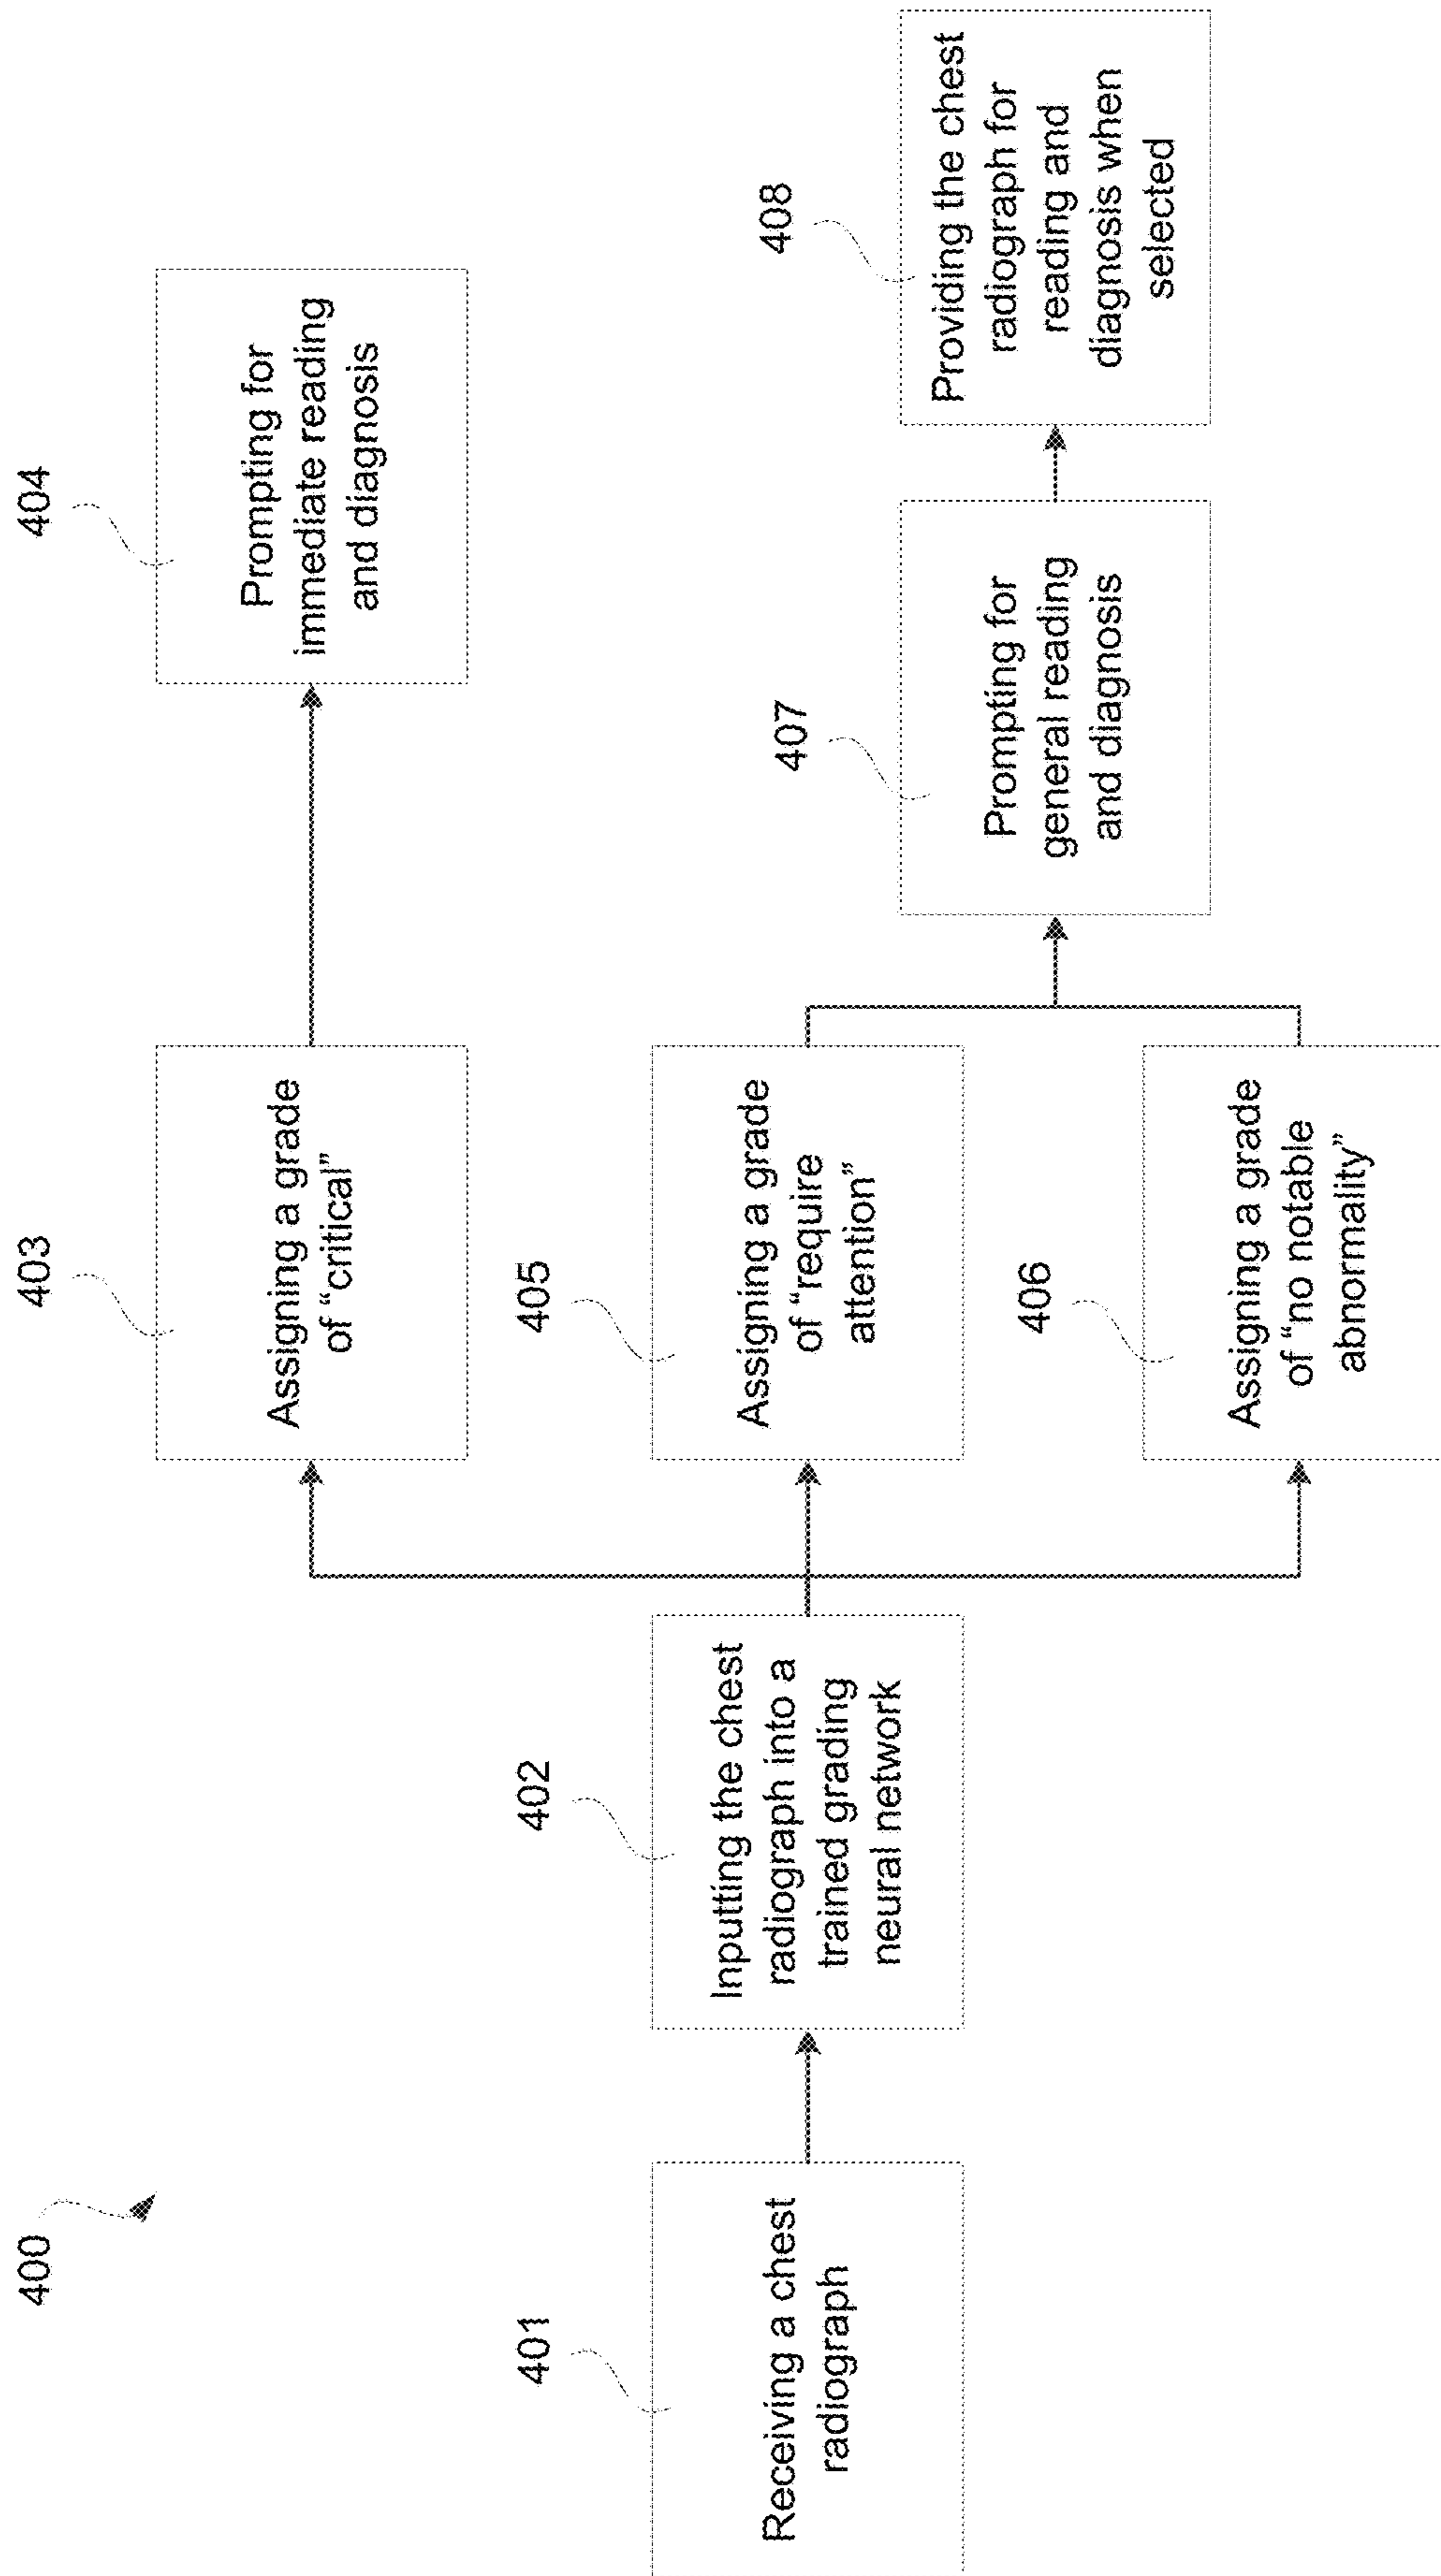 400
401
Receiving a chest
radiograph
402
Inputting the chest
radiograph into a
trained grading
neural network
403
Assigning a grade
of “critical”
404
Prompting for
immediate reading
and diagnosis
405
Assigning a grade
of “require
attention”
406
Assigning a grade
of “no notable
abnormality”
407
Prompting for
general reading
and diagnosis
408
Providing the chest
radiograph for
reading and
diagnosis when
selected